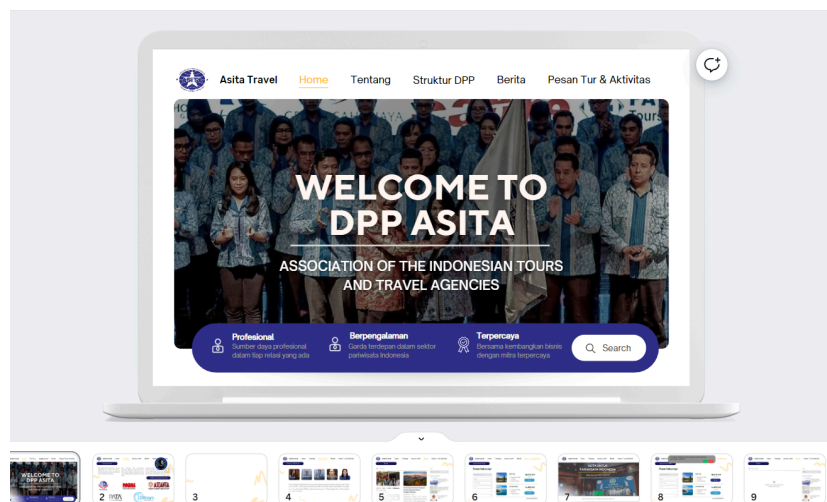 Asita Travel
Home
Tentang
Struktur DPP
Berita
Pesan Tur & Aktivitas
Tours
WELCOME TO
DPP ASITA
ASSOCIATION OF THE INDONESIAN TOURS
AND TRAVEL AGENCIES
Profesional
Sumber daya profesional
dalam tiap relasi yang ada
Berpengalaman
Garda terdepan dalam sektor
pariwisata Indonesia
Terpercaya
Bersama kembangkan bisnis
dengan mitra terpercaya
Search
WELCOME TO
DPP ASITA
2
3
4
5
6
7
8
9